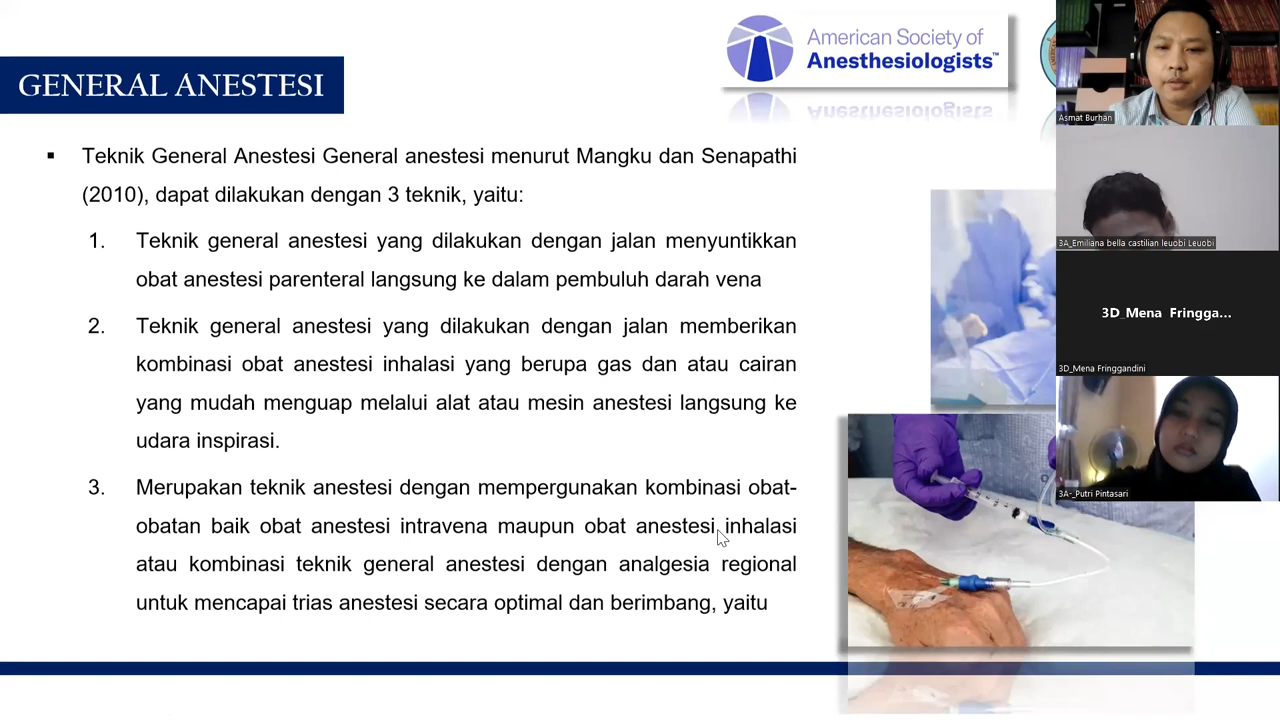 GENERAL ANESTESI
American Society of
Anesthesiologists™
▪ Teknik General Anestesi General anestesi menurut Mangku dan Senapathi
(2010), dapat dilakukan dengan 3 teknik, yaitu:
1. Teknik general anestesi yang dilakukan dengan jalan menyuntikkan
obat anestesi parenteral langsung ke dalam pembuluh darah vena
2. Teknik general anestesi yang dilakukan dengan jalan memberikan
kombinasi obat anestesi inhalasi yang berupa gas dan atau cairan
yang mudah menguap melalui alat atau mesin anestesi langsung ke
udara inspirasi.
3. Merupakan teknik anestesi dengan mempergunakan kombinasi obat-
obatan baik obat anestesi intravena maupun obat anestesi inhalasi
atau kombinasi teknik general anestesi dengan analgesia regional
untuk mencapai trias anestesi secara optimal dan berimbang, yaitu
Asmat Burhan
3A_Emiliana bella castilian leuobi Leuobi
3D_Mena Fringga...
3D_Mena Fringgandini
3A-_Putri Pintasari